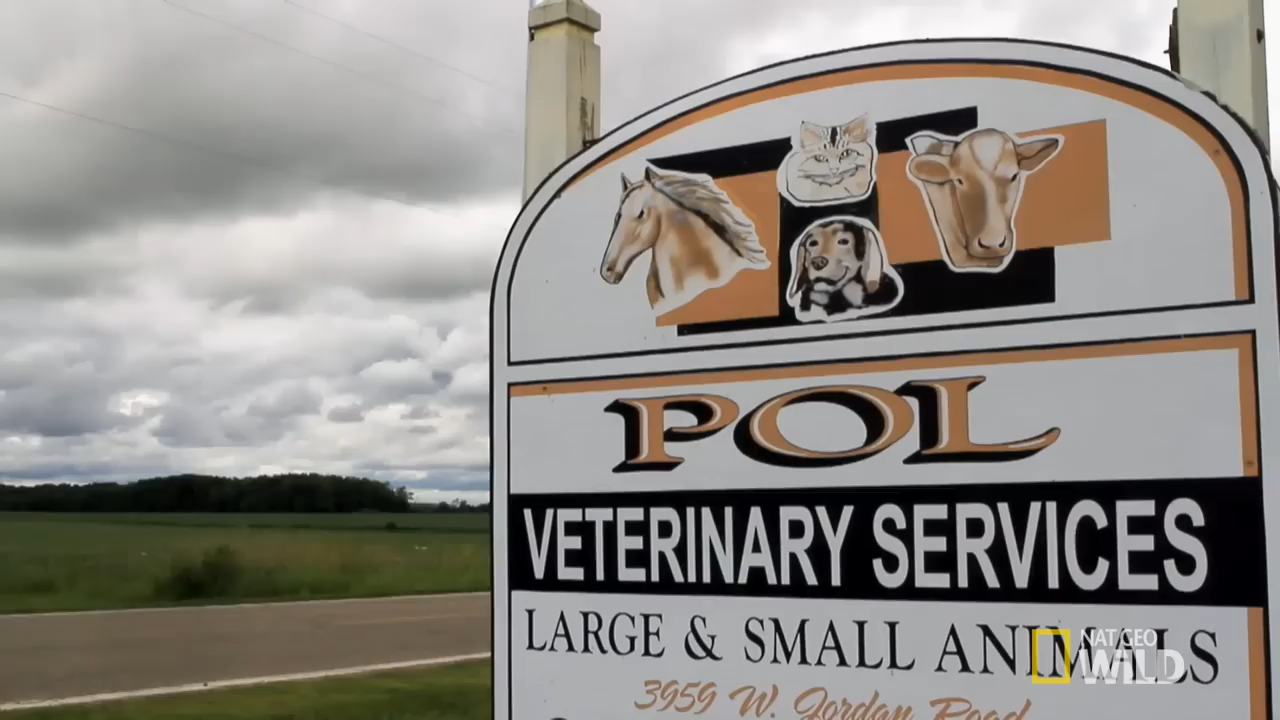 POL
VETERINARY SERVICES
LARGE & SMALL ANIMALS
NAT GEO
WILD
3959 W. Jordan Road